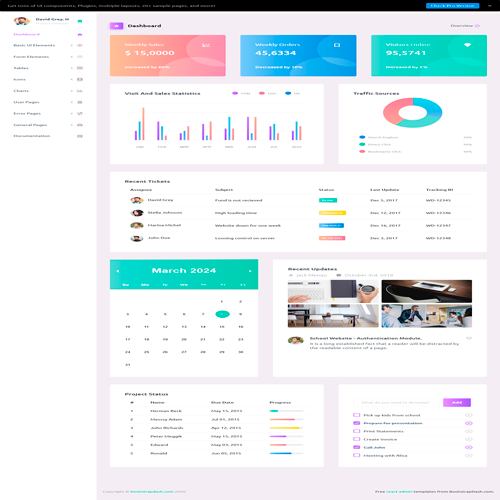 Get tons of UI components, Plugins, multiple layouts, 20+ sample pages, and more!
Check Pro Version
David Grey. H
Dashboard
Basic UI Elements
Form Elements
Tables
Icons
Charts
User Pages
Error Pages
General Pages
Documentation
Dashboard
Overview
Weekly Sales
$ 15,0000
Increased by 60%
Weekly Orders
45,6334
Decreased by 10%
Visitors Online
95,5741
Increased by 5%
Visit And Sales Statistics
CHN
USA
UK
JAN FEB MAR APR MAY JUN JUL AUG
Traffic Sources
Search Engines 30%
Direct Click 30%
Bookmarks Click 40%
Recent Tickets
Assignee Subject Status Last Update Tracking ID
David Grey Fund is not recieved DONE Dec 5, 2017 WD-12345
Stella Johnson High loading time Dec 12, 2017 WD-12346
Marina Michel Website down for one week Dec 16, 2017 WD-12347
John Doe Loosing control on server Dec 3, 2017 WD-12348
March 2024
Su Mo Tu We Th Fr Sa
1 2
3 4 5 6 7 8 9
10 11 12 13 14 15 16
17 18 19 20 21 22 23
24 25 26 27 28 29 30
31
Recent Updates
Jack Menqu October 3rd, 2018
School Website - Authentication Module.
It is a long established fact that a reader will be distracted by
the readable content of a page.
Project Status
# Name Due Date Progress
1 Herman Beck May 15, 2015
2 Messsy Adam Jul 01, 2015
3 John Richards Apr 12, 2015
4 Peter Meggik May 15, 2015
5 Edward May 03, 2015
5 Ronald Jun 05, 2015
What do you need to do today?
Add
Pick up kids from school
Prepare for presentation
Print Statements
Create invoice
Call John
Meeting with Alisa
Copyright © bootstrapdash.com 2020
Free react admin templates from Bootstrapdash.com.